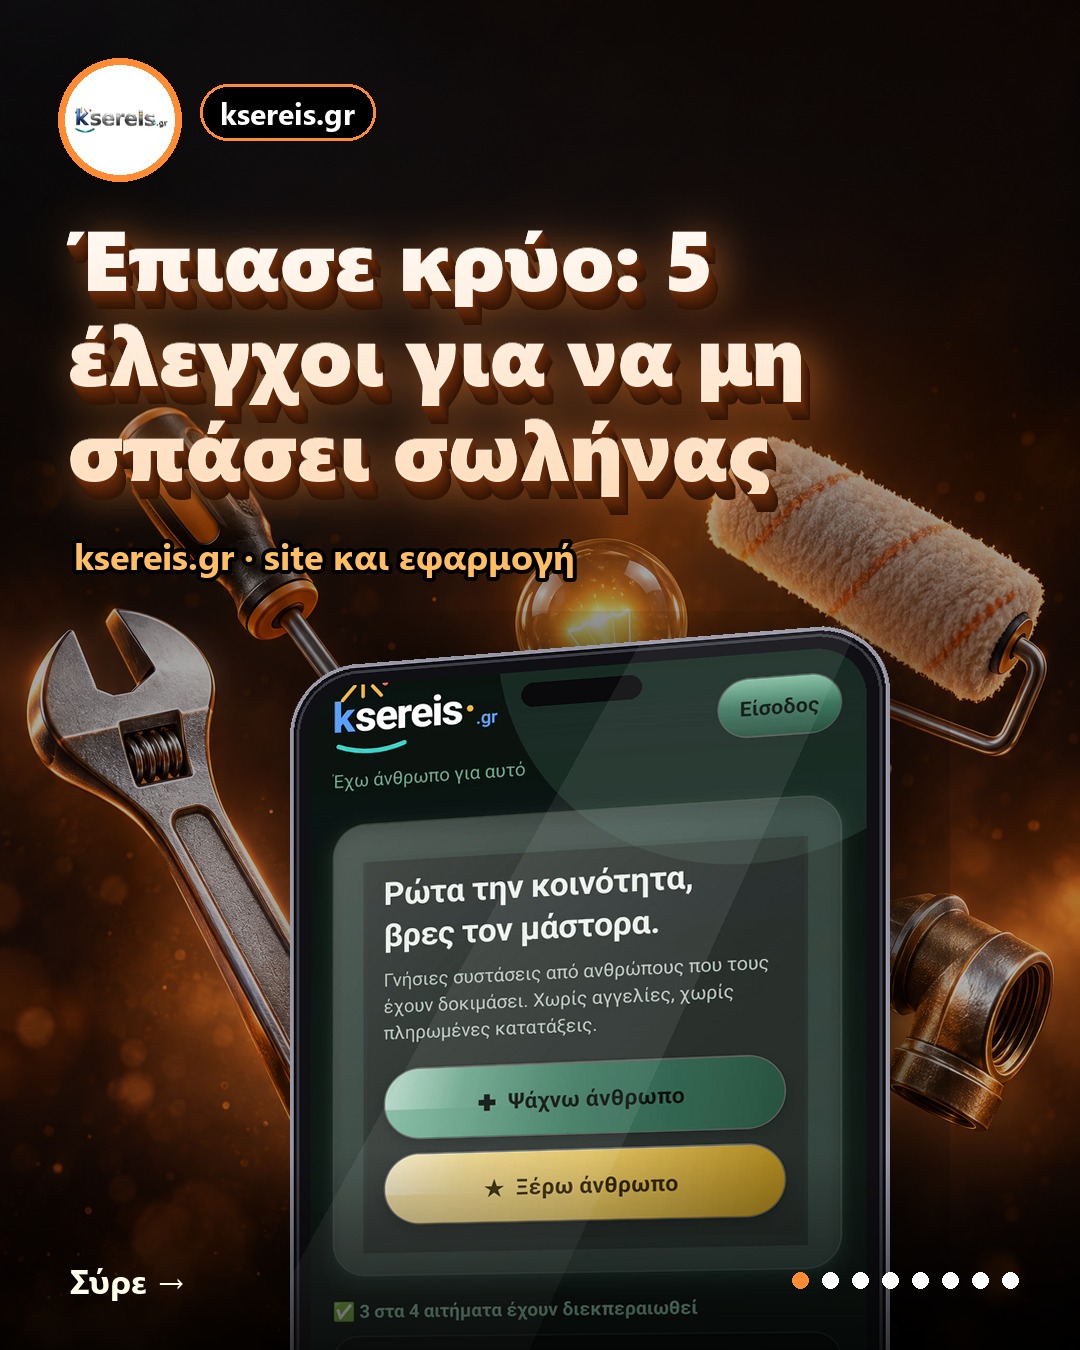 ksereis.gr
ksereis.gr
Έπιασε κρύο: 5
έλεγχοι για να μη
σπάσει σωλήνας
ksereis.gr · site και εφαρμογή
ksereis.gr
Είσοδος
Έχω άνθρωπο για αυτό
Ρώτα την κοινότητα,
βρες τον μάστορα.
Γνήσιες συστάσεις από ανθρώπους που τους
έχουν δοκιμάσει. Χωρίς αγγελίες, χωρίς
πληρωμένες κατατάξεις.
✚ Ψάχνω άνθρωπο
★ Ξέρω άνθρωπο
Σύρε →
✅ 3 στα 4 αιτήματα έχουν διεκπεραιωθεί